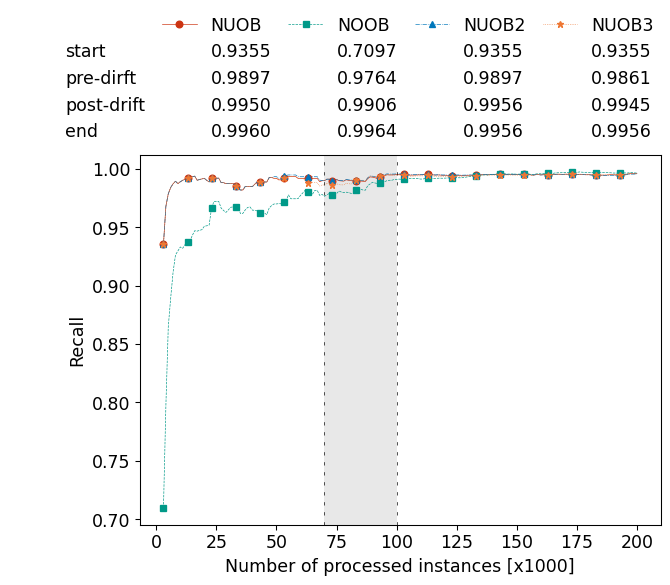 NUOB NOOB NUOB2 NUOB3
start 0.9355 0.7097 0.9355 0.9355
pre-dirft 0.9897 0.9764 0.9897 0.9861
post-drift 0.9950 0.9906 0.9956 0.9945
end 0.9960 0.9964 0.9956 0.9956
1.00
0.95
0.90
0.85
0.80
0.75
0.70
Recall
0 25 50 75 100 125 150 175 200
Number of processed instances [x1000]